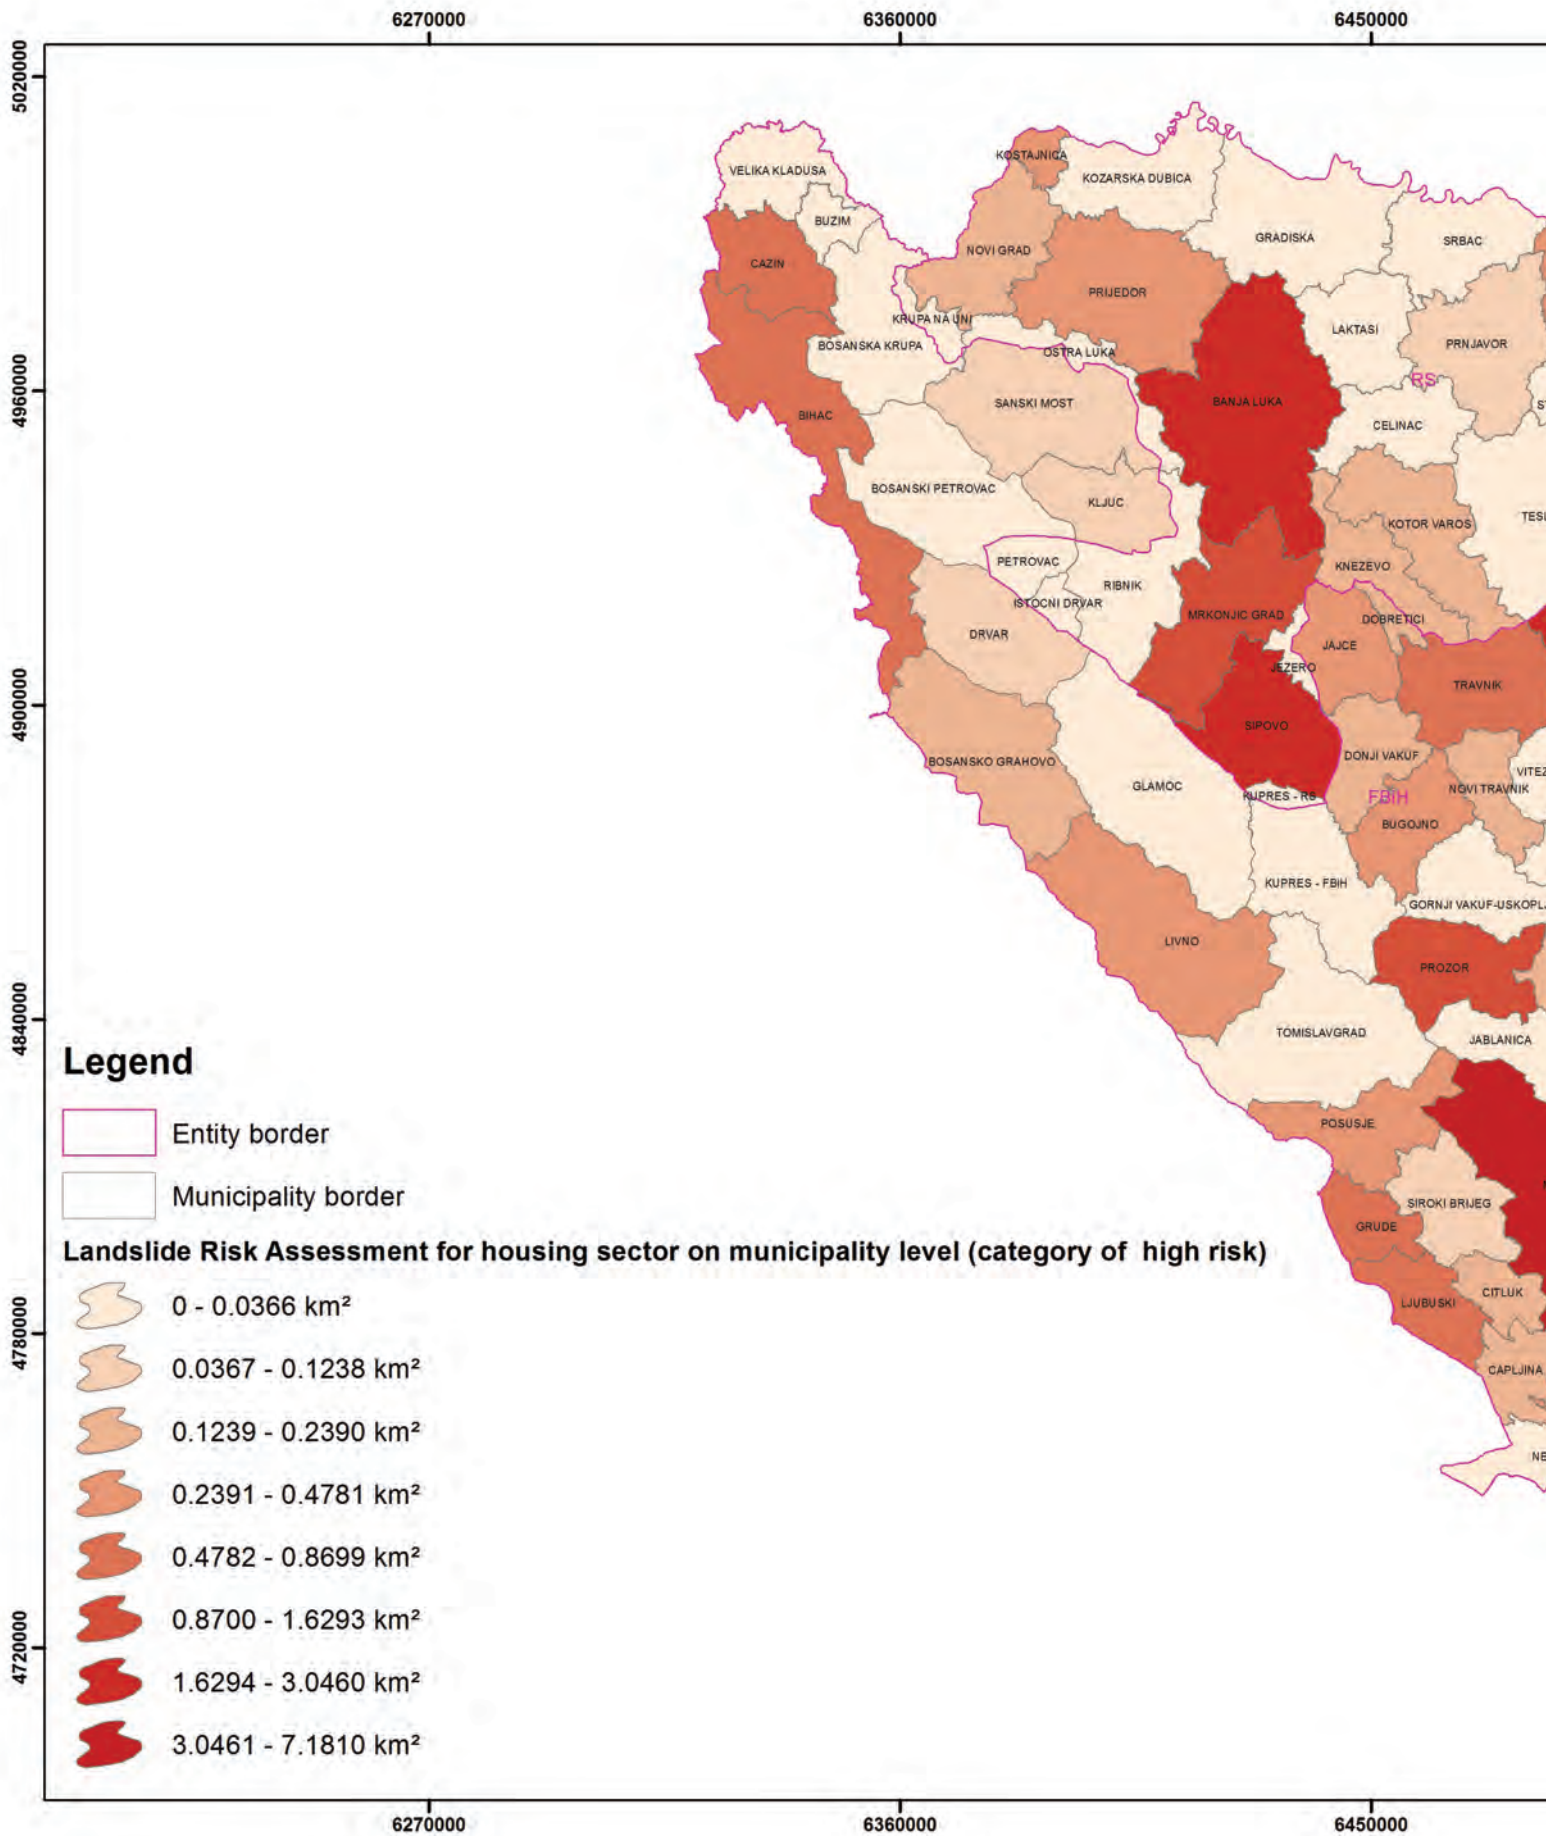 6270000
6360000
6450000
5020000
4960000
4900000
4840000
4780000
4720000
VELIKA KLADUSA
BUZIM
CAZIN
BOSANSKA KRUPA
BIHAC
KOSTAJNICA
KOZARSKA DUBICA
NOVI GRAD
PRIJEDOR
GRADISKA
SRBAC
KRUPA NA UNI
OSTRA LUKA
LAKTASI
PRNJAVOR
RS
SANSKI MOST
BANJA LUKA
CELINAC
BOSANSKI PETROVAC
KLJUC
KOTOR VAROS
KNEZEVO
PETROVAC
RIBNIK
ISTOCNI DRVAR
DRVAR
MRKONJIC GRAD
DOBRETICI
JAJCE
JEZERO
TRAVNIK
SIPOVO
BOSANSKO GRAHOVO
GLAMOC
DONJI VAKUF
VITEZ
NOVI TRAVNIK
KUPRES - RS
FBIH
BUGOJNO
KUPRES - FBIH
GORNJI VAKUF-USKOPLJ
LIVNO
PROZOR
TOMISLAVGRAD
JABLANICA
POSUSJE
SIROKI BRIJEG
GRUDE
CITLUK
LJUBUSKI
CAPLJINA
NE
Legend
Entity border
Municipality border
Landslide Risk Assessment for housing sector on municipality level (category of high risk)
0 - 0.0366 km²
0.0367 - 0.1238 km²
0.1239 - 0.2390 km²
0.2391 - 0.4781 km²
0.4782 - 0.8699 km²
0.8700 - 1.6293 km²
1.6294 - 3.0460 km²
3.0461 - 7.1810 km²
6270000
6360000
6450000